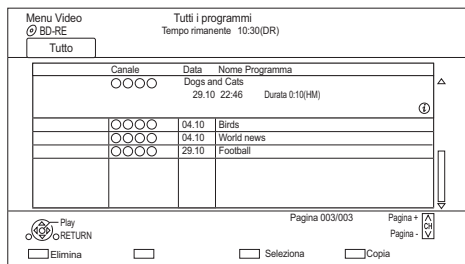 Menu Video
Tutti i programmi
BD-RE
Tempo rimanente 10:30(DR)
Tutto
Canale Data Nome Programma
Dogs and Cats
29.10 22:46 Durata 0:10(HM)
i
04.10 Birds
04.10 World news
29.10 Football
Pagina 003/003
Pagina +
CH
Pagina -
Play
RETURN
Elimina
Seleziona
Copia